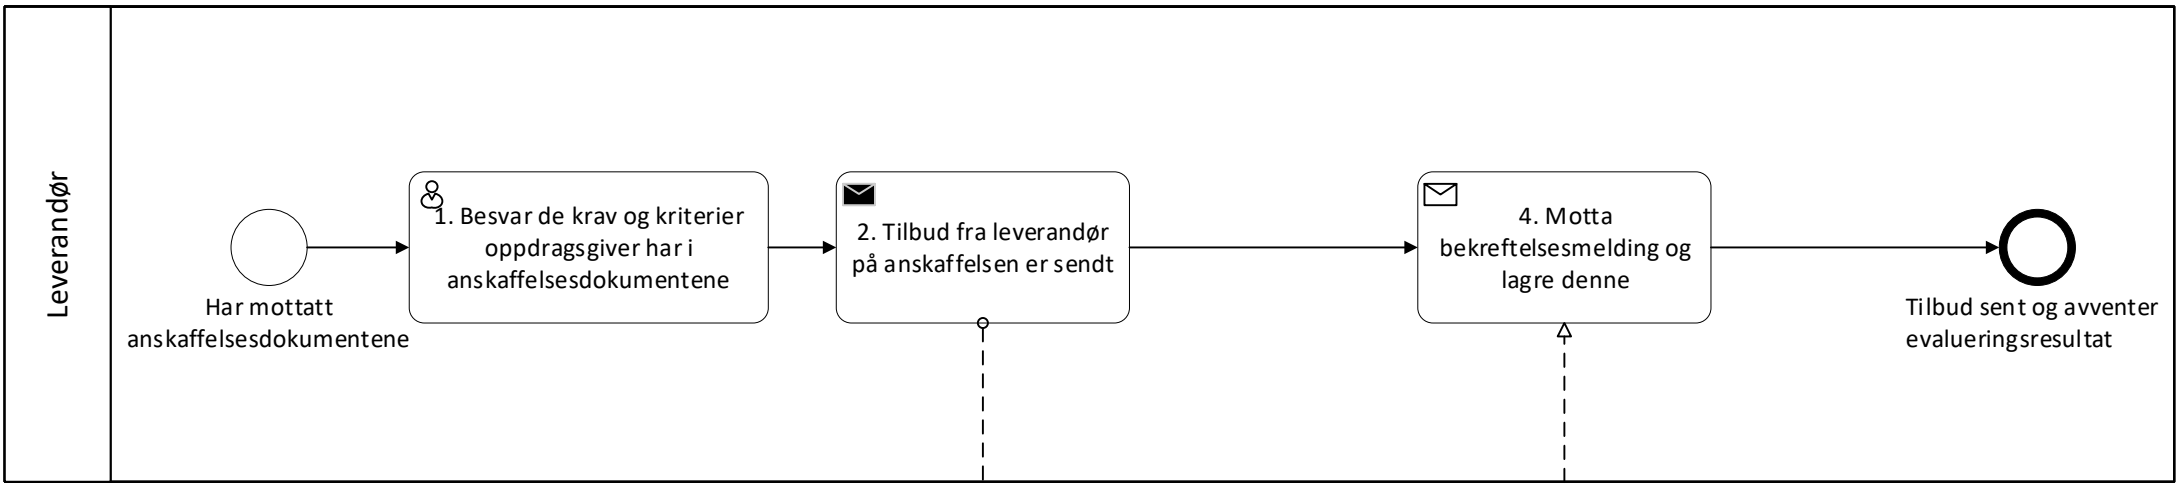 Leverandør
Har mottatt
anskaffelsesdokumentene
1. Besvar de krav og kriterier
oppdragsgiver har i
anskaffelsesdokumentene
2. Tilbud fra leverandør
på anskaffelsen er sendt
4. Motta
bekreftelsesmelding og
lagre denne
Tilbud sent og avventer
evalueringsresultat